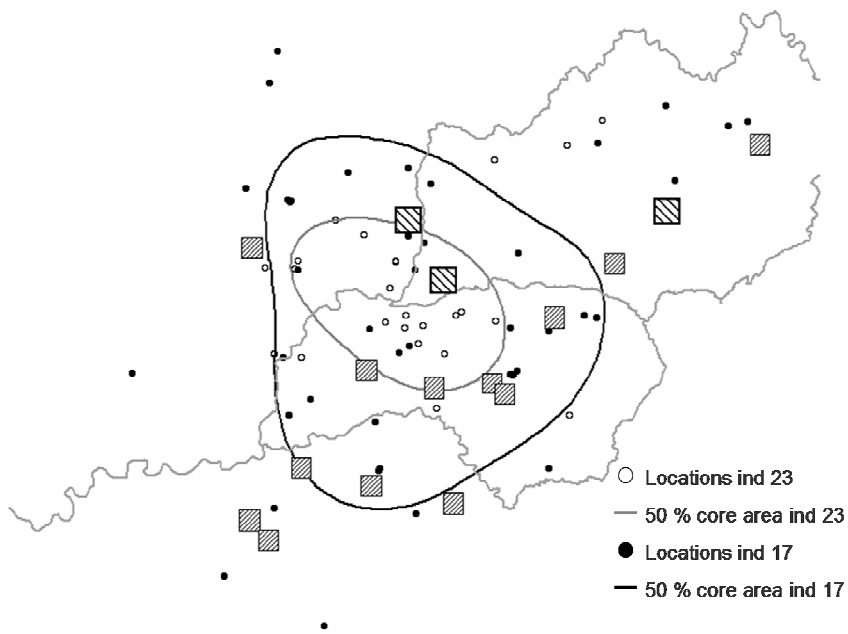 Locations ind 23
50 % core area ind 23
Locations ind 17
50 % core area ind 17